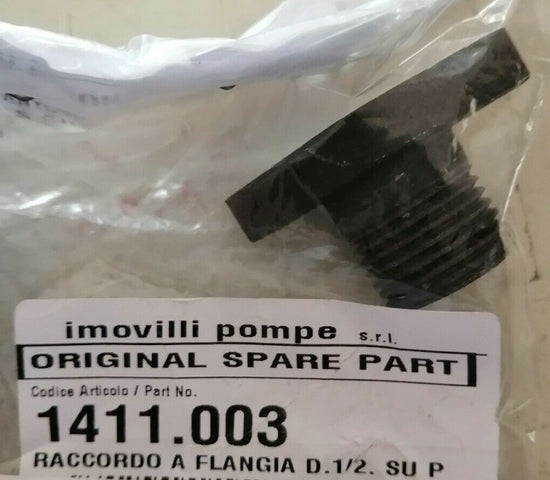 imovilli pompe s.r.l.
ORIGINAL SPARE PART
Codice Articolo / Part No.
1411.003
RACCORDO A FLANGIA D.1/2. SU P